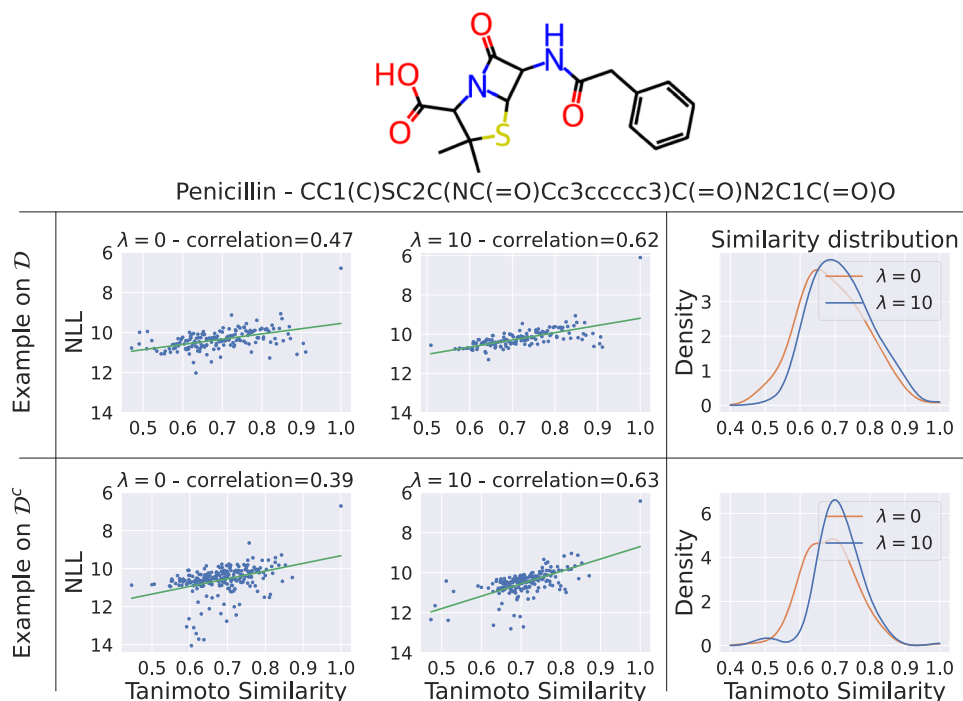 O
H
N
HO
N
O
O
S
Penicillin - CC1(C)SC2C(NC(=O)Cc3ccccc3)C(=O)N2C1C(=O)O
Example on D
λ = 0 - correlation=0.47
6
8
10
12
14
NLL
0.5 0.6 0.7 0.8 0.9 1.0
λ = 10 - correlation=0.62
6
8
10
12
14
0.5 0.6 0.7 0.8 0.9 1.0
Similarity distribution
λ = 0
λ = 10
Density
3
2
1
0
0.4 0.5 0.6 0.7 0.8 0.9 1.0
Example on Dᶜ
λ = 0 - correlation=0.39
6
8
10
12
14
NLL
0.5 0.6 0.7 0.8 0.9 1.0
Tanimoto Similarity
λ = 10 - correlation=0.63
6
8
10
12
14
0.5 0.6 0.7 0.8 0.9 1.0
Tanimoto Similarity
λ = 0
λ = 10
Density
6
4
2
0
0.4 0.5 0.6 0.7 0.8 0.9 1.0
Tanimoto Similarity